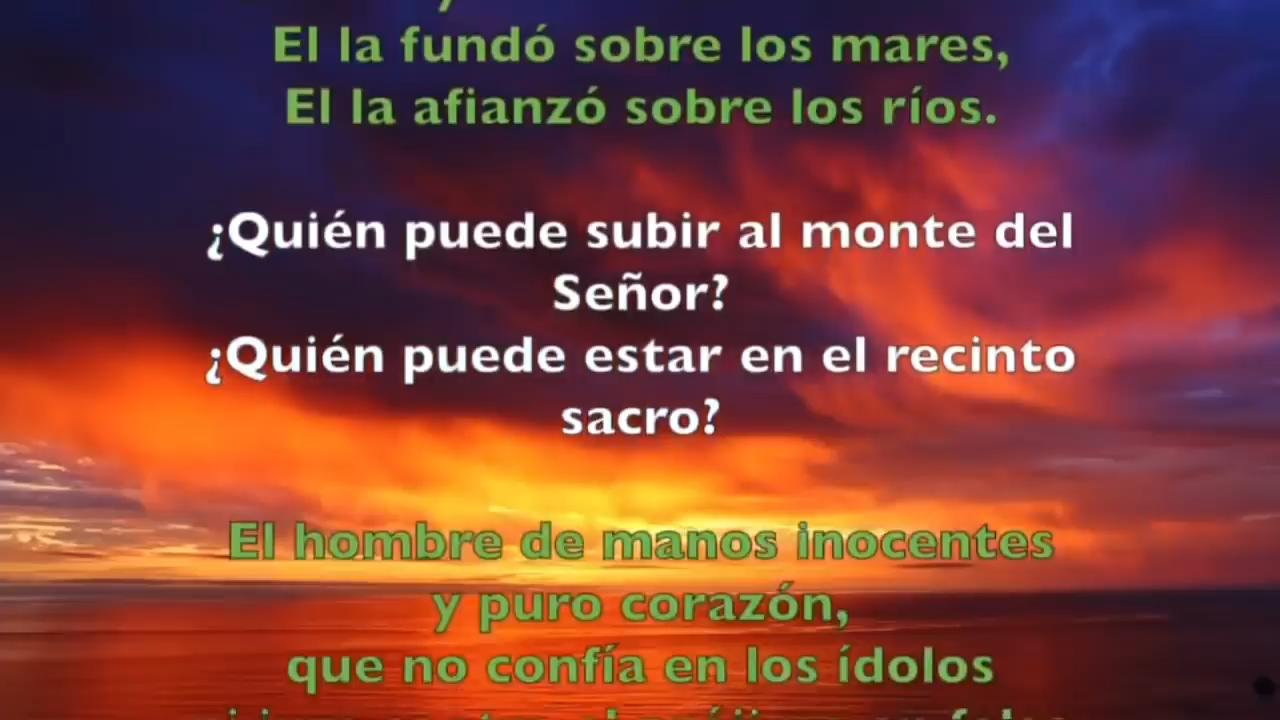 El la fundó sobre los mares,
El la afianzó sobre los ríos.
¿Quién puede subir al monte del
Señor?
¿Quién puede estar en el recinto
sacro?
El hombre de manos inocentes
y puro corazón,
que no confía en los ídolos